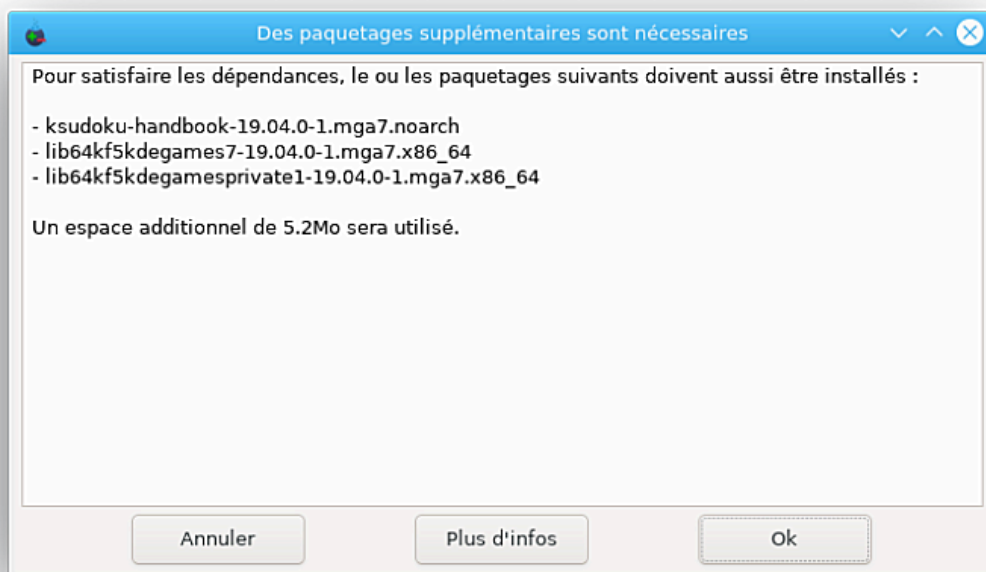 Des paquetages supplémentaires sont nécessaires
Pour satisfaire les dépendances, le ou les paquetages suivants doivent aussi être installés :
- ksudoku-handbook-19.04.0-1.mga7.noarch
- lib64kf5kdegames7-19.04.0-1.mga7.x86_64
- lib64kf5kdegamesprivate1-19.04.0-1.mga7.x86_64
Un espace additionnel de 5.2Mo sera utilisé.
Annuler
Plus d'infos
Ok